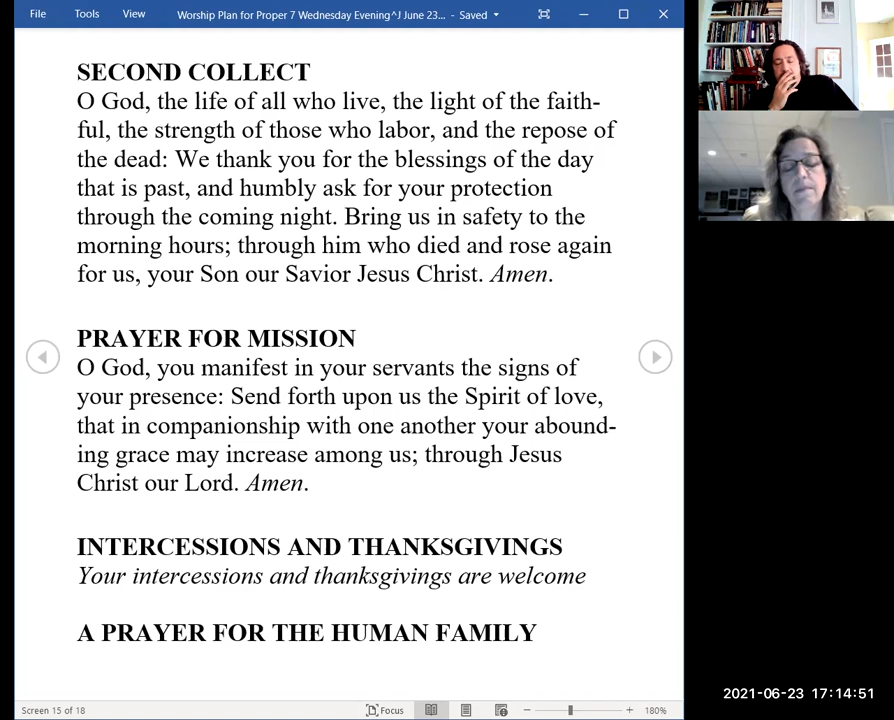 File Tools View Worship Plan for Proper 7 Wednesday Evening^J June 23... - Saved
SECOND COLLECT
O God, the life of all who live, the light of the faith-
ful, the strength of those who labor, and the repose of
the dead: We thank you for the blessings of the day
that is past, and humbly ask for your protection
through the coming night. Bring us in safety to the
morning hours; through him who died and rose again
for us, your Son our Savior Jesus Christ. Amen.
PRAYER FOR MISSION
O God, you manifest in your servants the signs of
your presence: Send forth upon us the Spirit of love,
that in companionship with one another your abound-
ing grace may increase among us; through Jesus
Christ our Lord. Amen.
INTERCESSIONS AND THANKSGIVINGS
Your intercessions and thanksgivings are welcome
A PRAYER FOR THE HUMAN FAMILY
2021-06-23 17:14:51
Screen 15 of 18 Focus 180%